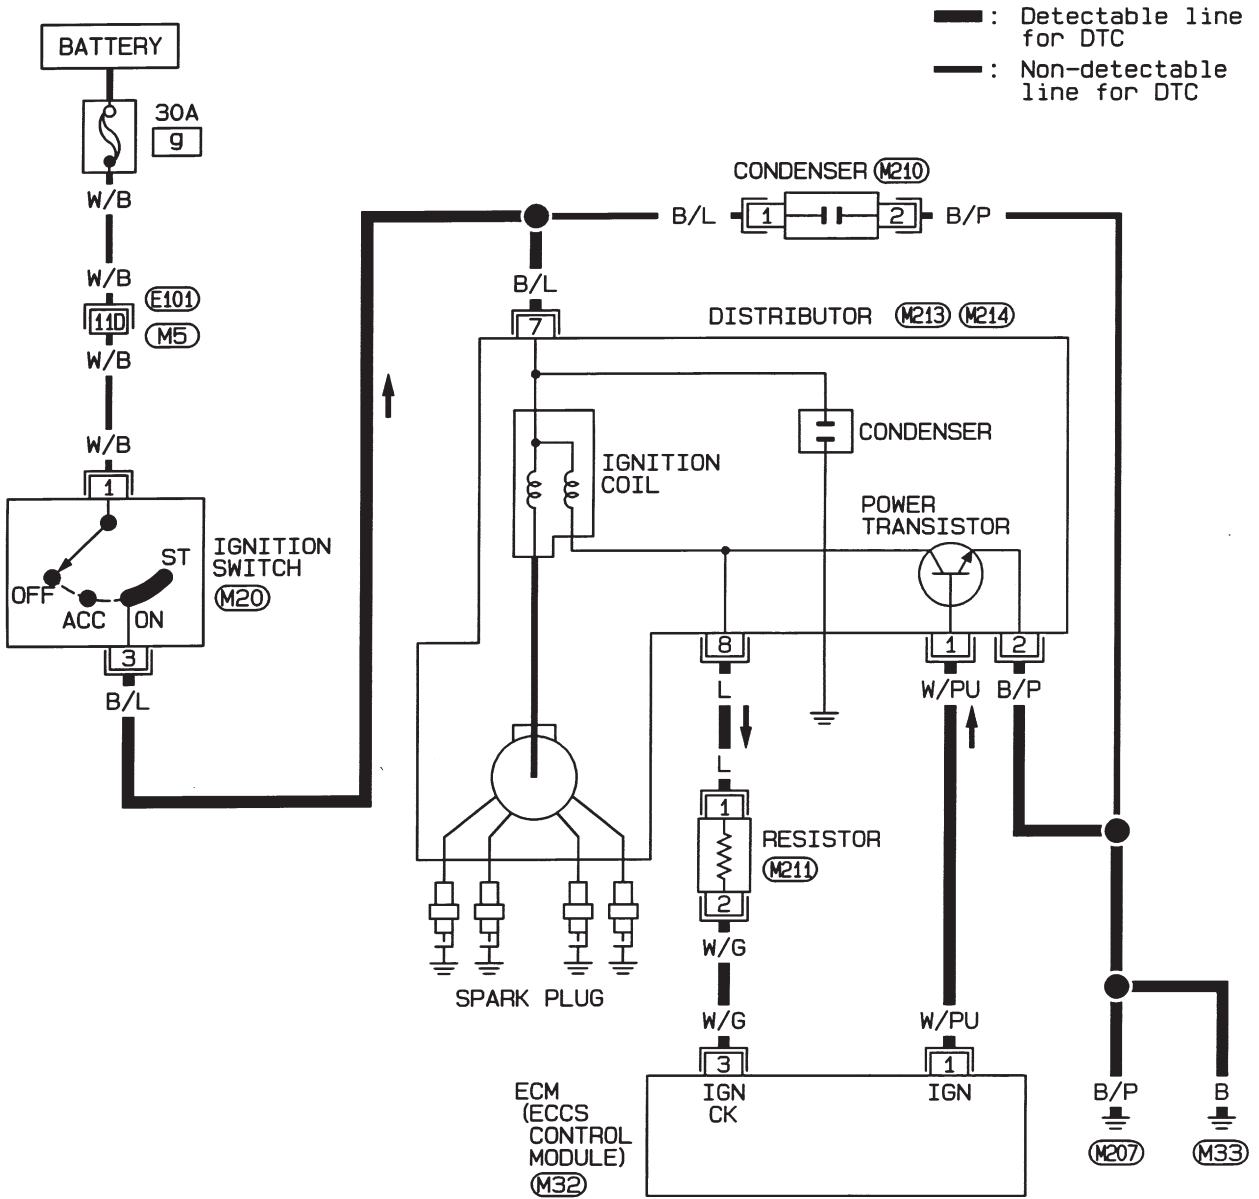 : Detectable line
for DTC
: Non-detectable
line for DTC
BATTERY
30A
g
W/B
W/B
E101
11D
M5
W/B
W/B
1
IGNITION
SWITCH
M20
ST
OFF
ACC
ON
3
B/L
CONDENSER M210
B/L
1
2
B/P
B/L
7
DISTRIBUTOR M213 M214
CONDENSER
IGNITION
COIL
POWER
TRANSISTOR
8
1
2
L
W/PU
B/P
L
1
RESISTOR
M211
2
W/G
SPARK PLUG
W/G
W/PU
3
1
IGN
CK
IGN
ECM
(ECCS
CONTROL
MODULE)
M32
B/P
B
M207
M33